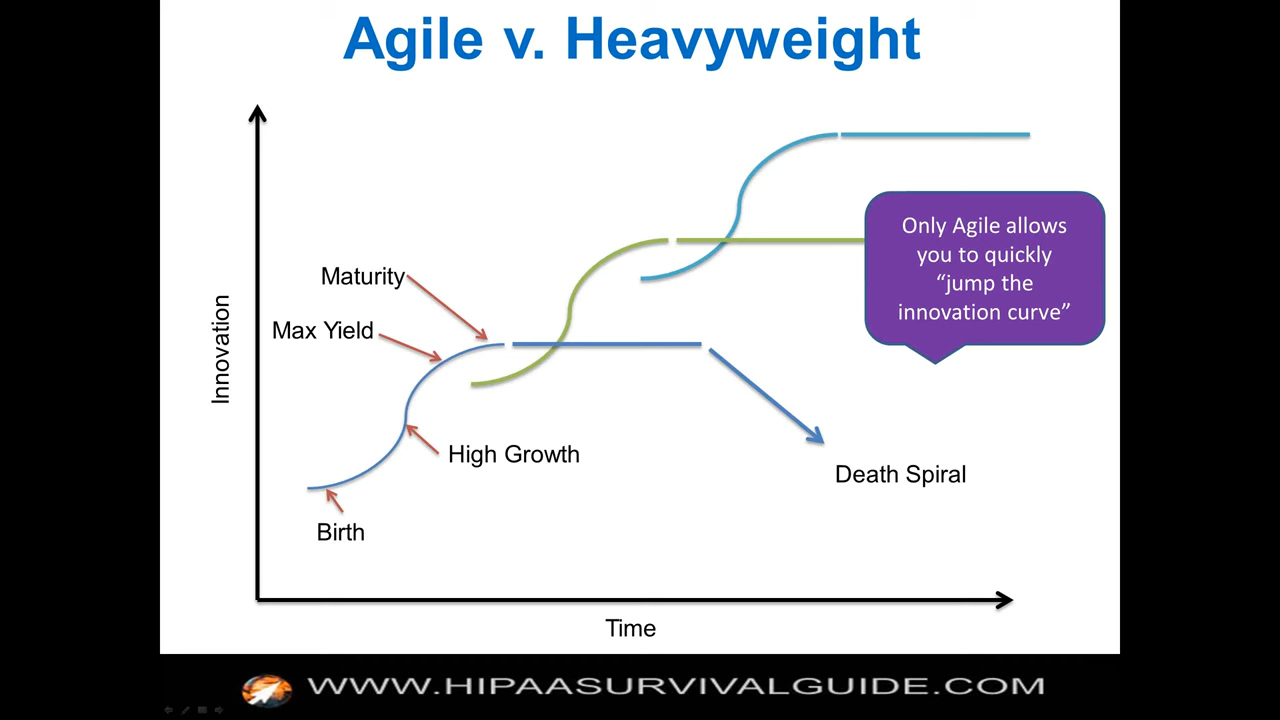 Agile v. Heavyweight
Only Agile allows
you to quickly
“jump the
innovation curve”
Maturity
Max Yield
Innovation
High Growth
Death Spiral
Birth
Time
WWW.HIPAASURVIVALGUIDE.COM